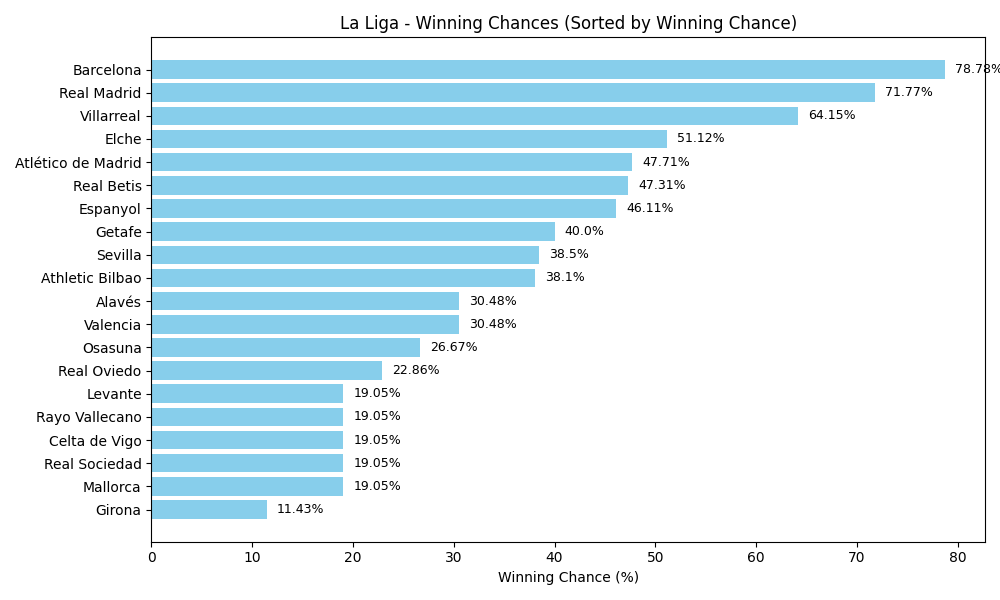 La Liga - Winning Chances (Sorted by Winning Chance)
Barcelona 78.78%
Real Madrid 71.77%
Villarreal 64.15%
Elche 51.12%
Atlético de Madrid 47.71%
Real Betis 47.31%
Espanyol 46.11%
Getafe 40.0%
Sevilla 38.5%
Athletic Bilbao 38.1%
Alavés 30.48%
Valencia 30.48%
Osasuna 26.67%
Real Oviedo 22.86%
Levante 19.05%
Rayo Vallecano 19.05%
Celta de Vigo 19.05%
Real Sociedad 19.05%
Mallorca 19.05%
Girona 11.43%
0 10 20 30 40 50 60 70 80
Winning Chance (%)